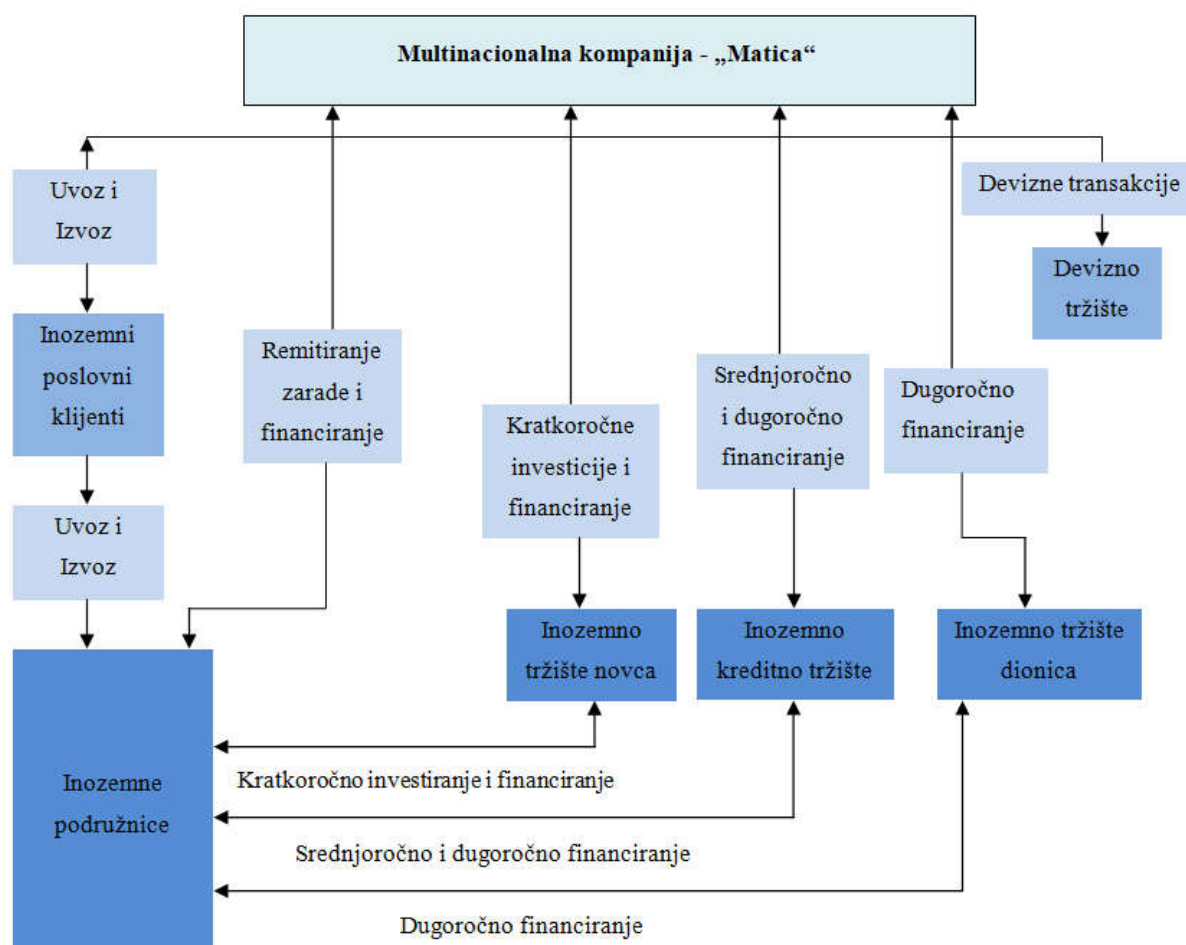 Multinacionalna kompanija - „Matica“
Uvoz i
Izvoz
Devizne transakcije
Devizno
tržište
Inozemni
poslovni
klijenti
Remitiranje
zarade i
financiranje
Kratkoročne
investicije i
financiranje
Srednjoročno
i dugoročno
financiranje
Dugoročno
financiranje
Uvoz i
Izvoz
Inozemno
tržište novca
Inozemno
kreditno tržište
Inozemno tržište
dionica
Inozemne
podružnice
Kratkoročno investiranje i financiranje
Srednjoročno i dugoročno financiranje
Dugoročno financiranje